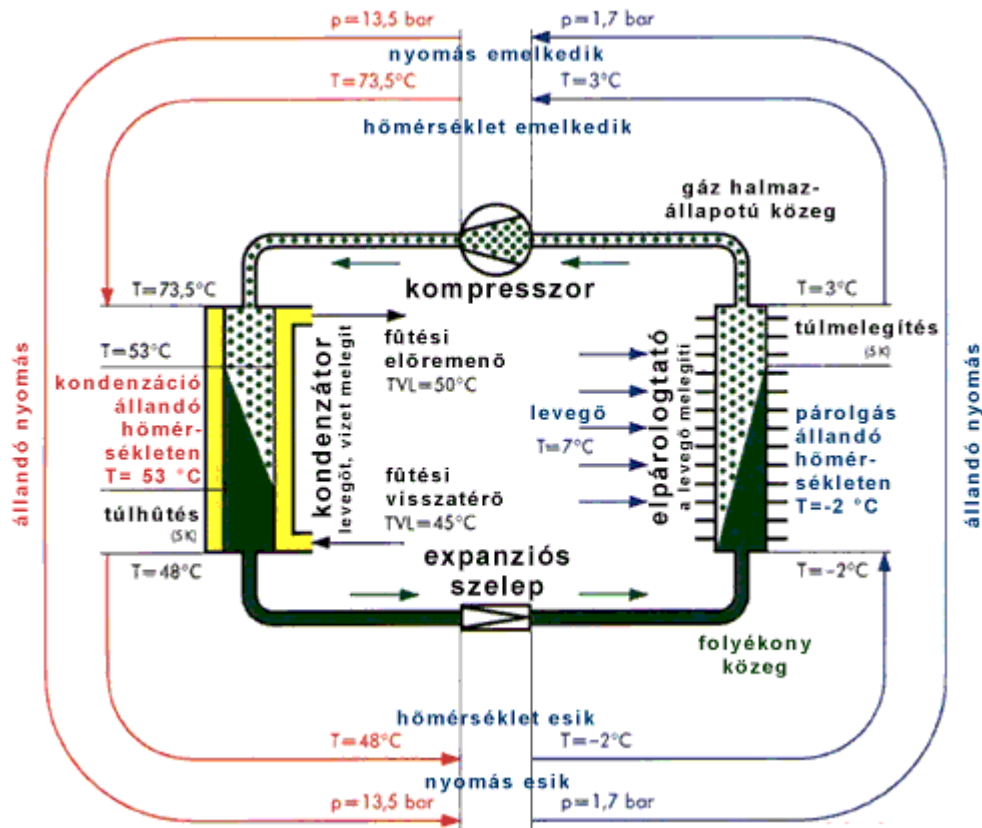 p=13,5 bar
p=1,7 bar
nyomás emelkedik
T=73,5°C
T=3°C
hőmérséklet emelkedik
gáz halmaz-
állapotú közeg
kompresszor
T=73,5°C
T=3°C
állandó nyomás
T=53°C
kondenzáció
állandó
hőmér-
sékleten
T= 53 °C
túlhűtés
(5K)
T=48°C
kondenzátor
levegőt, vizet melegít
fűtési
előremenő
TVL=50°C
fűtési
visszatérő
TVL=45°C
levegő
T=7°C
elpárologtató
a levegő melegíti
túlmelegítés
(5K)
párolgás
állandó
hőmér-
sékleten
T=-2 °C
T=-2°C
állandó nyomás
expanziós
szelep
folyékony
közeg
hőmérséklet esik
T=48°C
T=-2°C
nyomás esik
p=13,5 bar
p=1,7 bar